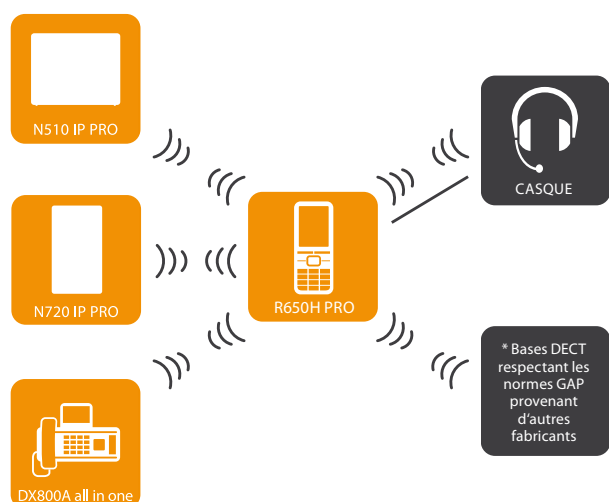 N510 IP PRO
CASQUE
N720 IP PRO
R650H PRO
* Bases DECT
respectant les
normes GAP
provenant
d‘autres
fabricants
DX800A all in one